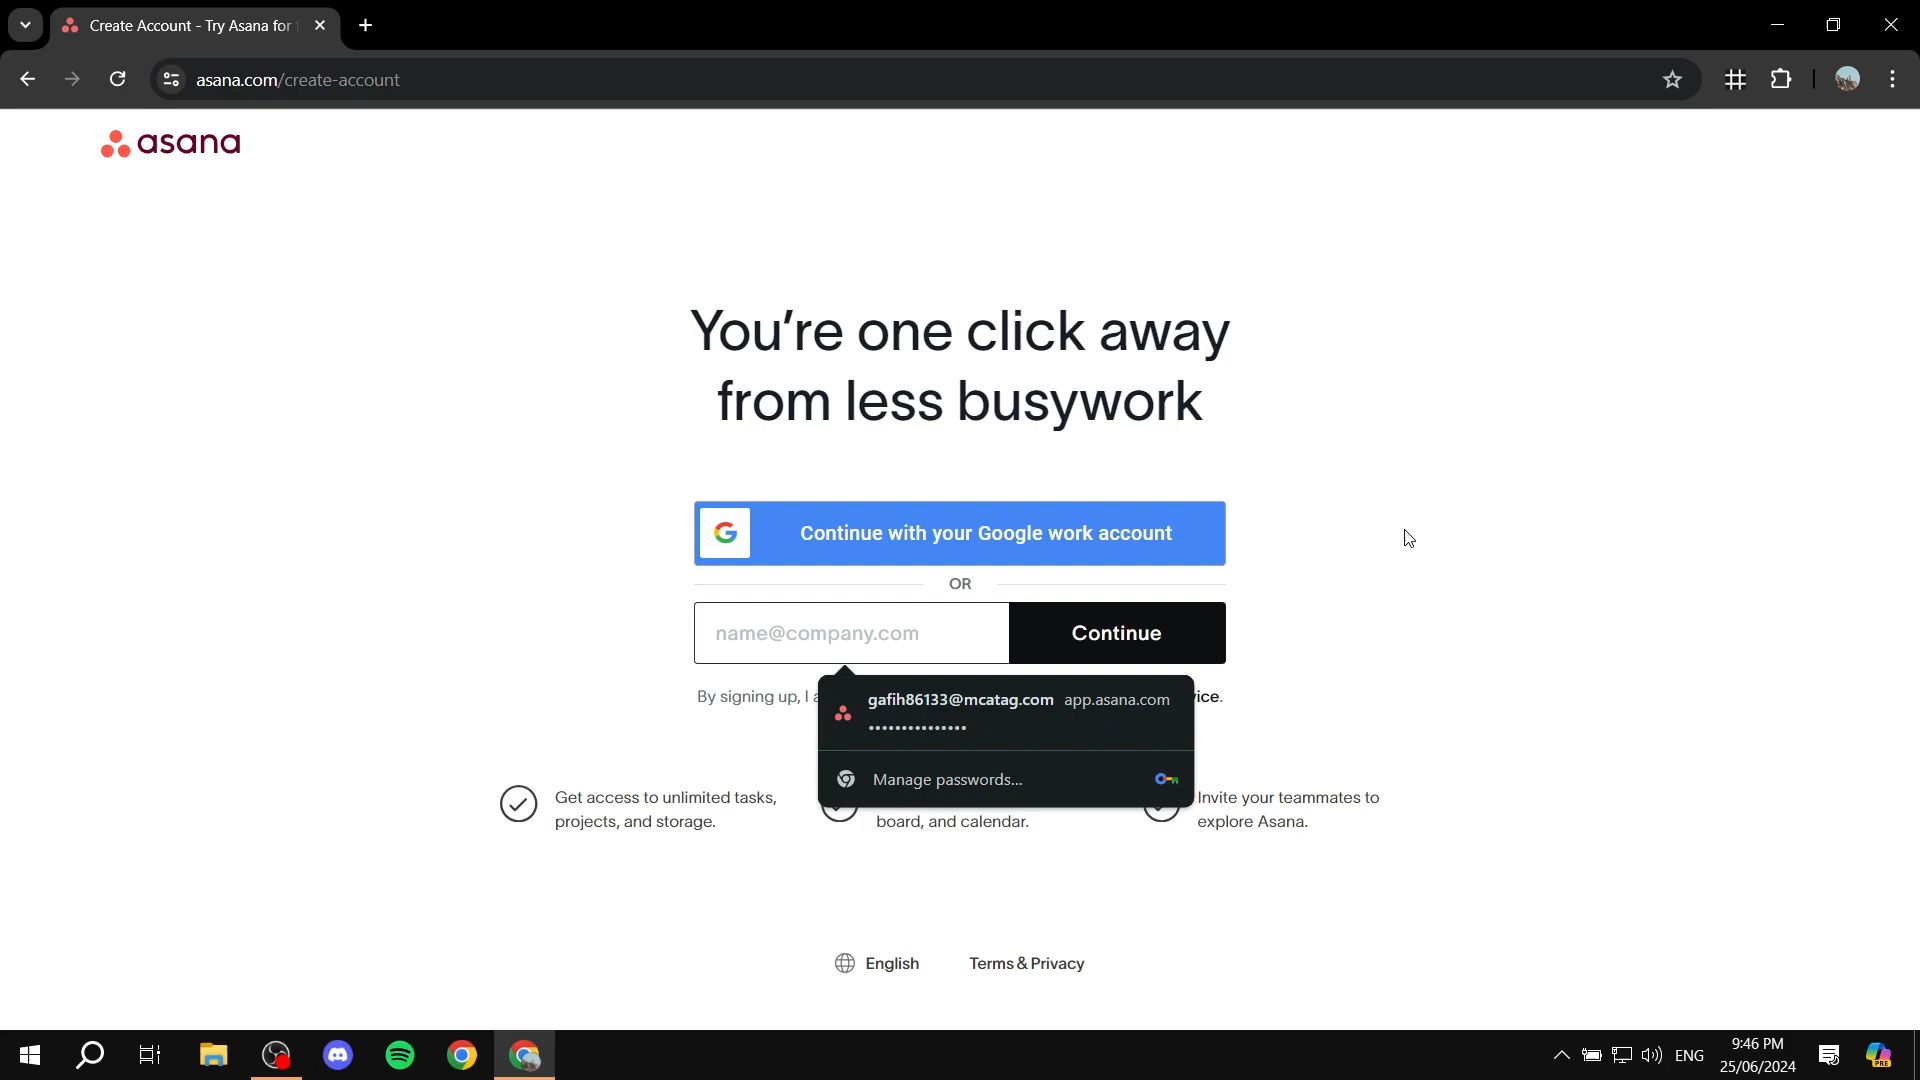 Create Account - Try Asana for
asana.com/create-account
asana
You're one click away
from less busywork
Continue with your Google work account
OR
name@company.com
Continue
By signing up, I
gafih86133@mcatag.com app.asana.com
•••••••••••••••
Manage passwords...
Get access to unlimited tasks,
projects, and storage.
board, and calendar.
Invite your teammates to
explore Asana.
English
Terms & Privacy
ENG
9:46 PM
25/06/2024
PRE